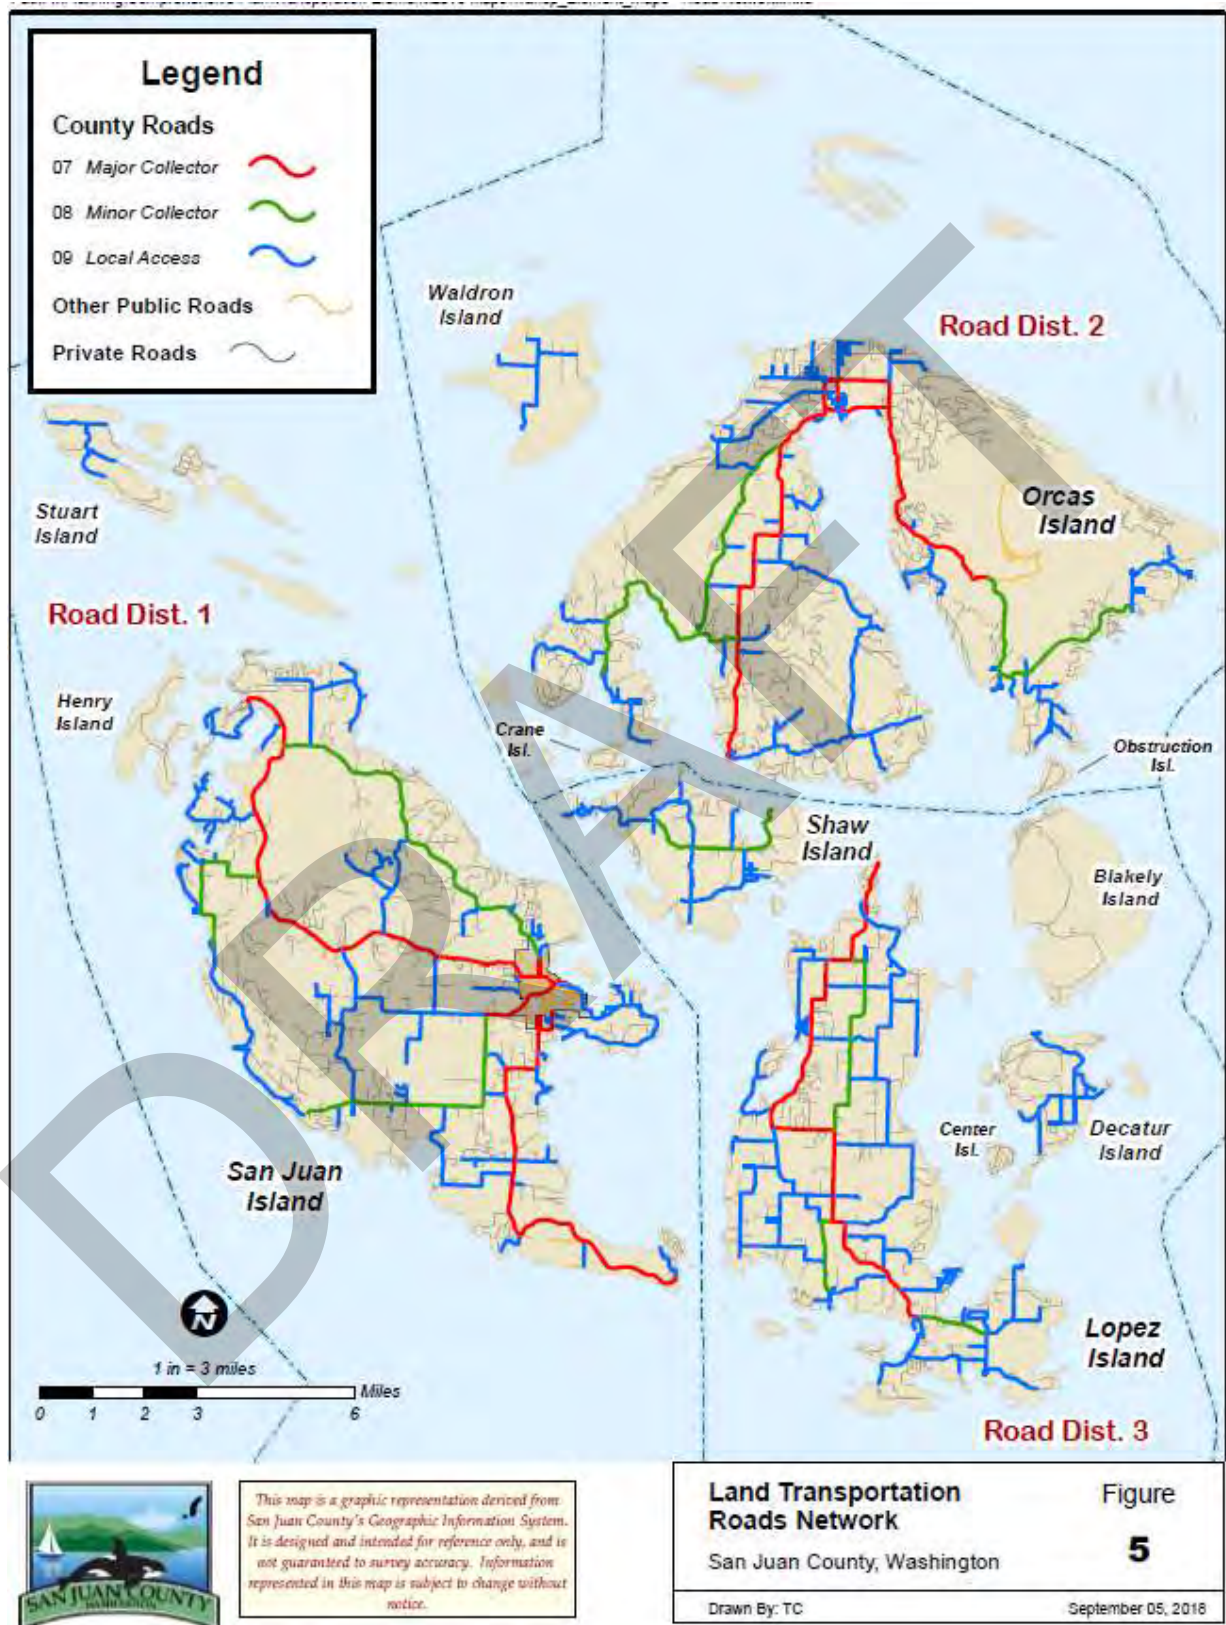 Legend
County Roads
07 Major Collector
08 Minor Collector
09 Local Access
Other Public Roads
Private Roads
Waldron
Island
Road Dist. 2
Stuart
Island
Orcas
Island
Road Dist. 1
Henry
Island
Crane
Isl.
Obstruction
Isl.
Shaw
Island
Blakely
Island
Center
Isl.
Decatur
Island
San Juan
Island
N
Lopez
Island
Road Dist. 3
1 in = 3 miles
Miles
0 1 2 3 6
DRAFT
SAN JUAN COUNTY
WASHINGTON
This map is a graphic representation derived from
San Juan County's Geographic Information System.
It is designed and intended for reference only, and is
not guaranteed to survey accuracy. Information
represented in this map is subject to change without
notice.
Land Transportation
Roads Network
San Juan County, Washington
Figure
5
Drawn By: TC
September 05, 2018